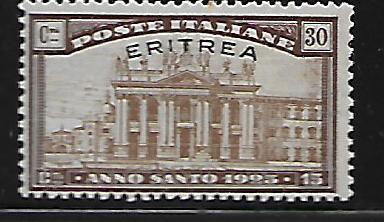 Cmi POSTE ITALIANE 30
ERITREA
Cmi ANNO SANTO 1925 15